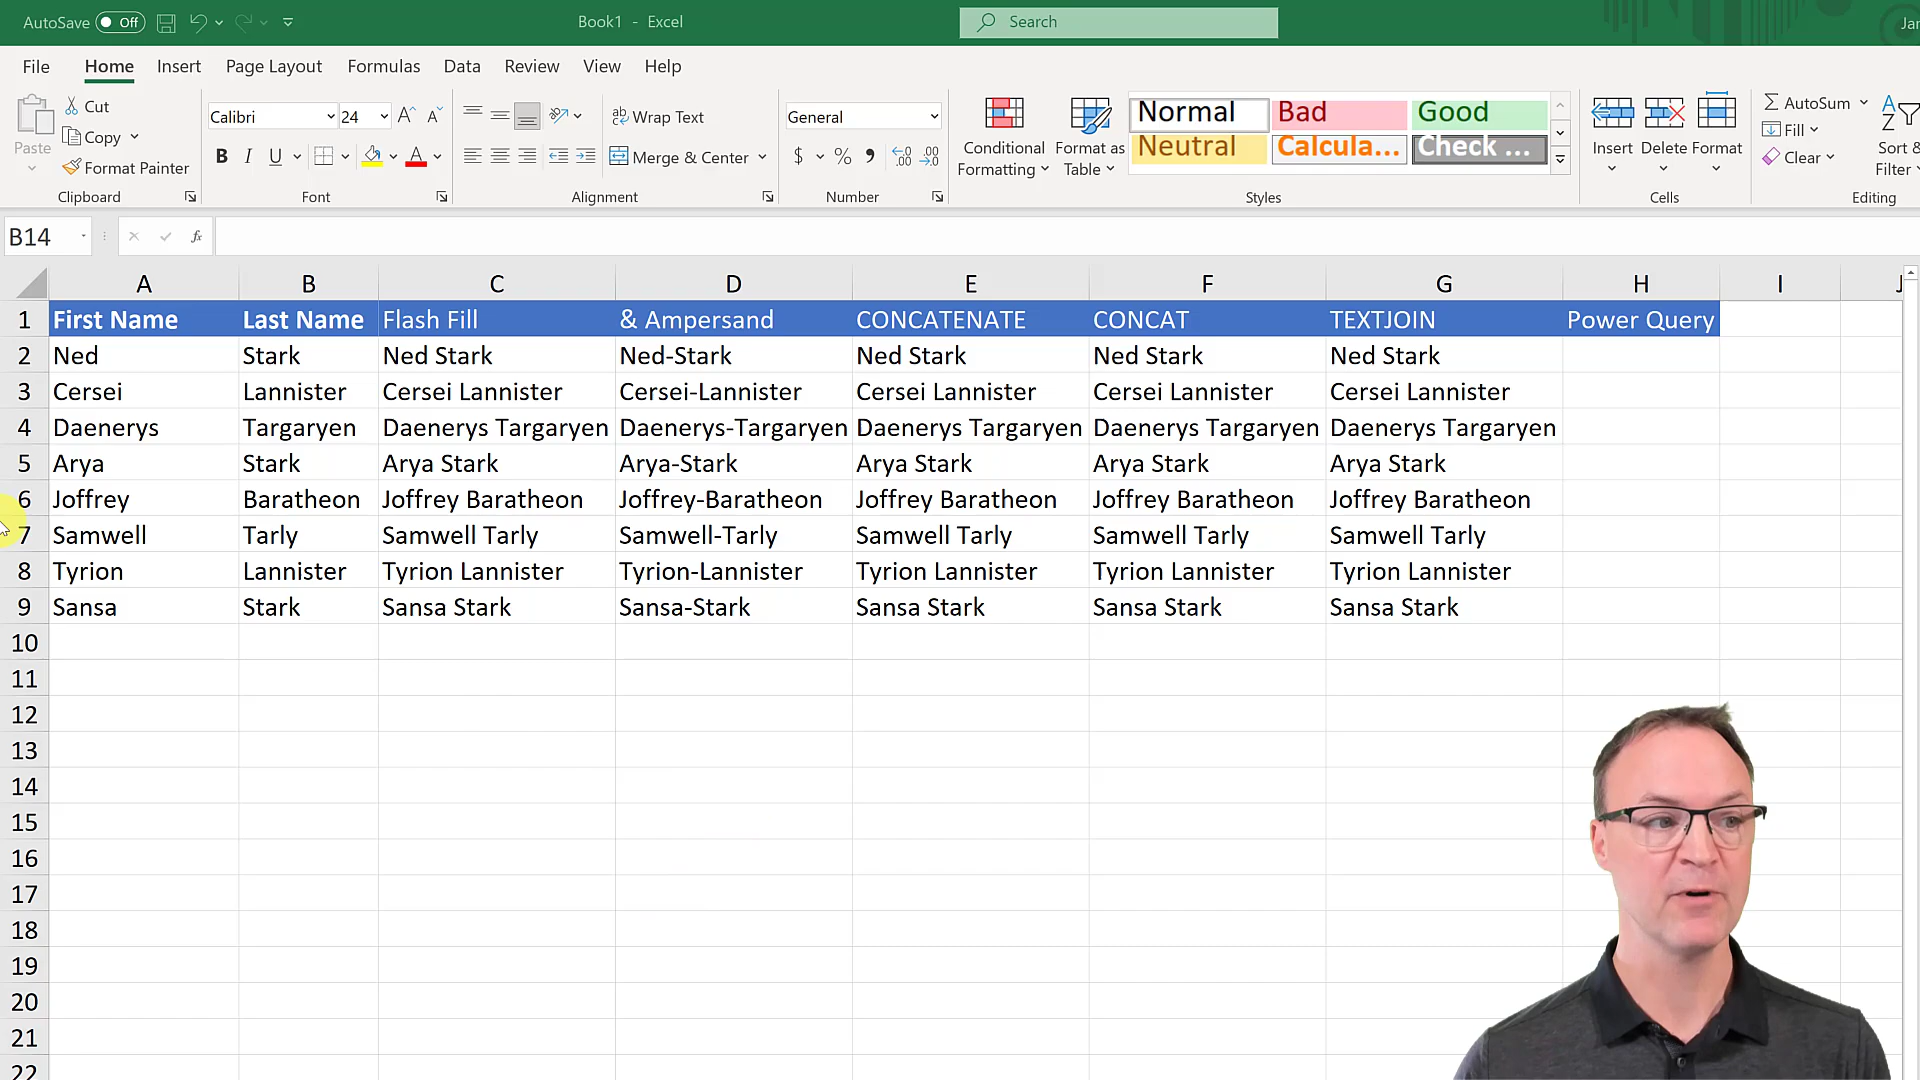 AutoSave Off Book1 - Excel Search Jar
File Home Insert Page Layout Formulas Data Review View Help
Paste Cut Copy Format Painter Clipboard
Calibri 24 B I U Font
Wrap Text Merge & Center Alignment
General $ % Number
Conditional Formatting Format as Table
Normal Bad Good
Neutral Calcula... Check ...
Styles
Insert Delete Format Cells
AutoSum Fill Clear Sort & Filter Editing
B14 fx
A B C D E F G H I J
1 First Name Last Name Flash Fill & Ampersand CONCATENATE CONCAT TEXTJOIN Power Query
2 Ned Stark Ned Stark Ned-Stark Ned Stark Ned Stark Ned Stark
3 Cersei Lannister Cersei Lannister Cersei-Lannister Cersei Lannister Cersei Lannister Cersei Lannister
4 Daenerys Targaryen Daenerys Targaryen Daenerys-Targaryen Daenerys Targaryen Daenerys Targaryen Daenerys Targaryen
5 Arya Stark Arya Stark Arya-Stark Arya Stark Arya Stark Arya Stark
6 Joffrey Baratheon Joffrey Baratheon Joffrey-Baratheon Joffrey Baratheon Joffrey Baratheon Joffrey Baratheon
7 Samwell Tarly Samwell Tarly Samwell-Tarly Samwell Tarly Samwell Tarly Samwell Tarly
8 Tyrion Lannister Tyrion Lannister Tyrion-Lannister Tyrion Lannister Tyrion Lannister Tyrion Lannister
9 Sansa Stark Sansa Stark Sansa-Stark Sansa Stark Sansa Stark Sansa Stark
10
11
12
13
14
15
16
17
18
19
20
21
22